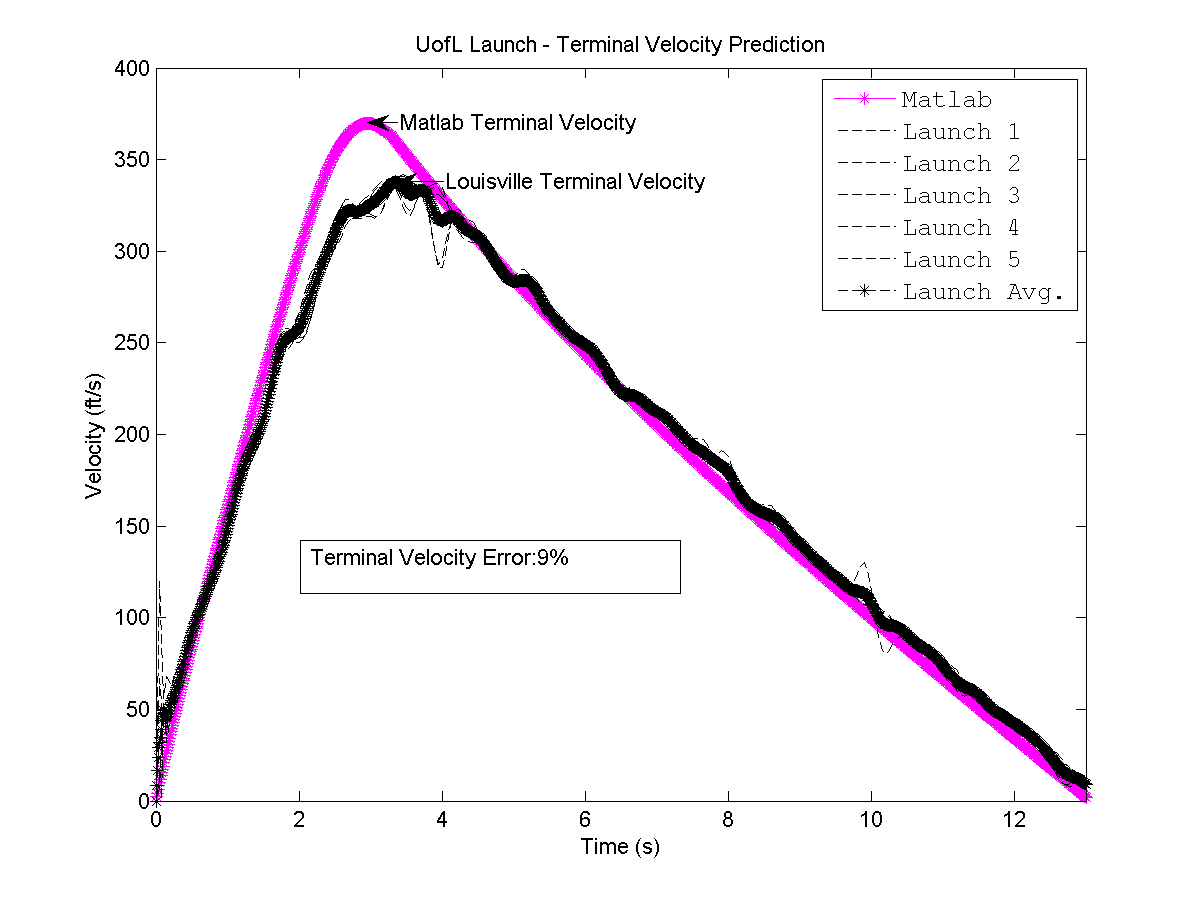 UofL Launch - Terminal Velocity Prediction
400
350
300
250
200
150
100
50
0
Velocity (ft/s)
Matlab Terminal Velocity
Louisville Terminal Velocity
Terminal Velocity Error:9%
Matlab
Launch 1
Launch 2
Launch 3
Launch 4
Launch 5
Launch Avg.
0 2 4 6 8 10 12
Time (s)